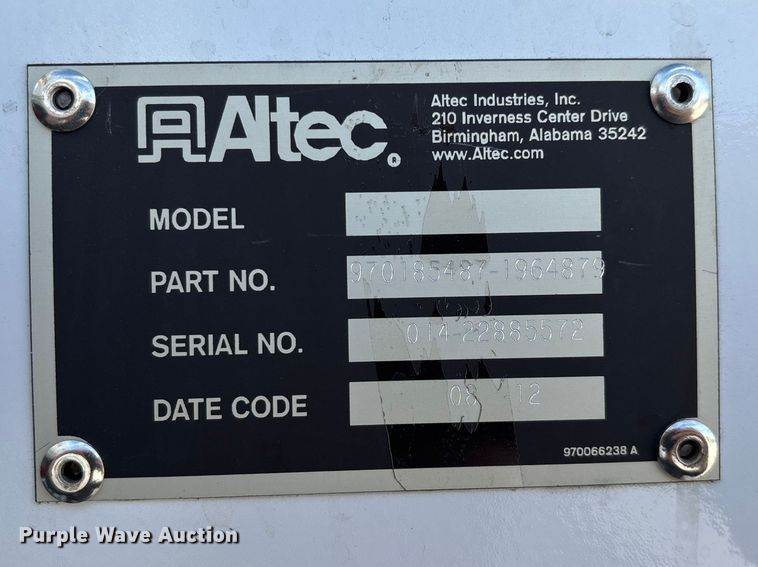 Altec
Altec Industries, Inc.
210 Inverness Center Drive
Birmingham, Alabama 35242
www.Altec.com
MODEL
PART NO. 970185487-1964879
SERIAL NO. 014-22885572
DATE CODE 08 12
970066238 A
Purple Wave Auction